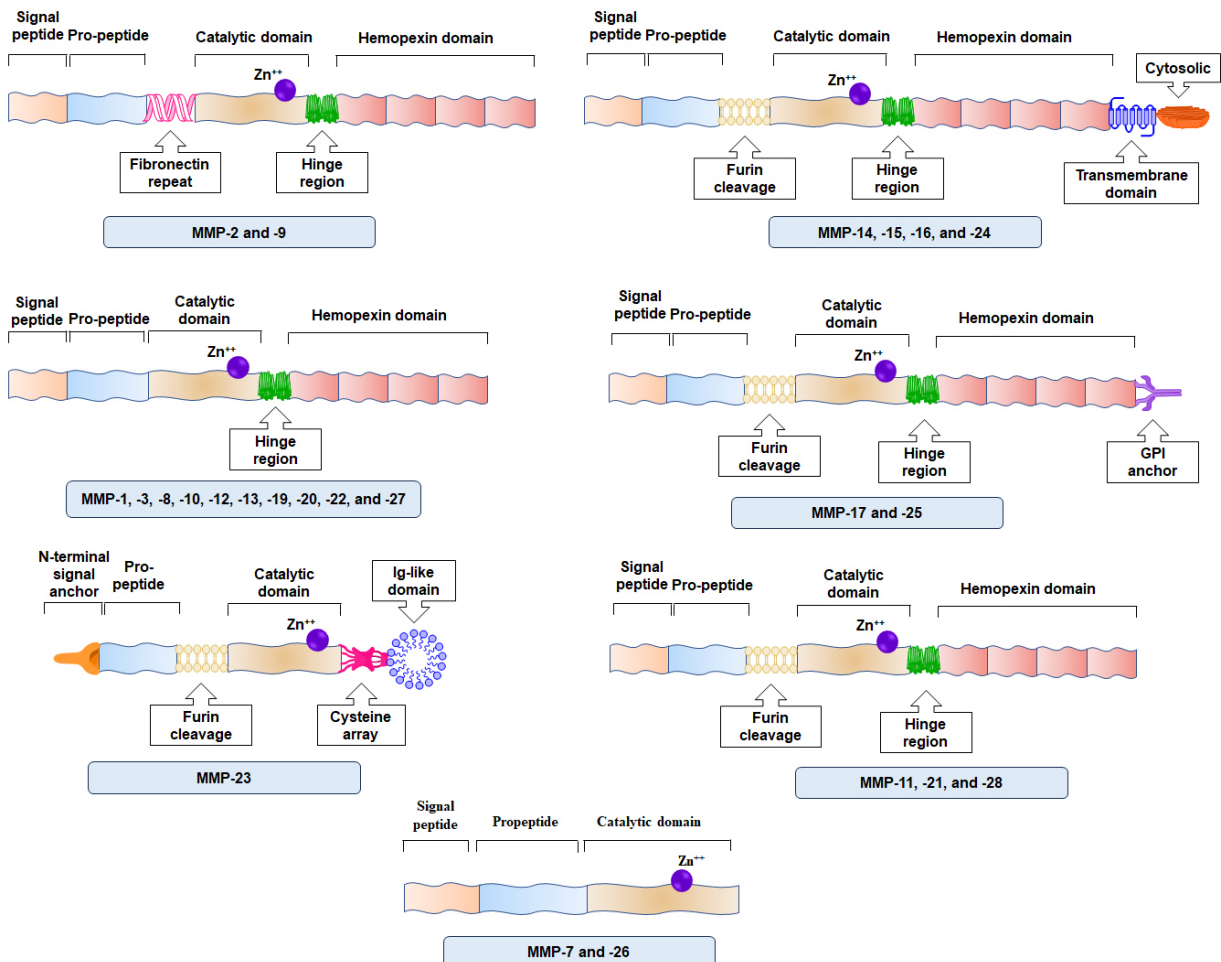 Signal
peptide
Pro-peptide
Catalytic domain
Hemopexin domain
Zn++
Fibronectin
repeat
Hinge
region
MMP-2 and -9
Signal
peptide
Pro-peptide
Catalytic domain
Hemopexin domain
Cytosolic
Zn++
Furin
cleavage
Hinge
region
Transmembrane
domain
MMP-14, -15, -16, and -24
Signal
peptide
Pro-peptide
Catalytic
domain
Hemopexin domain
Zn++
Hinge
region
MMP-1, -3, -8, -10, -12, -13, -19, -20, -22, and -27
Signal
peptide
Pro-peptide
Catalytic
domain
Hemopexin domain
Zn++
Furin
cleavage
Hinge
region
GPI
anchor
MMP-17 and -25
N-terminal
signal
anchor
Pro-
peptide
Catalytic
domain
Ig-like
domain
Zn++
Furin
cleavage
Cysteine
array
MMP-23
Signal
peptide
Pro-peptide
Catalytic
domain
Hemopexin domain
Zn++
Furin
cleavage
Hinge
region
MMP-11, -21, and -28
Signal
peptide
Propeptide
Catalytic domain
Zn++
MMP-7 and -26